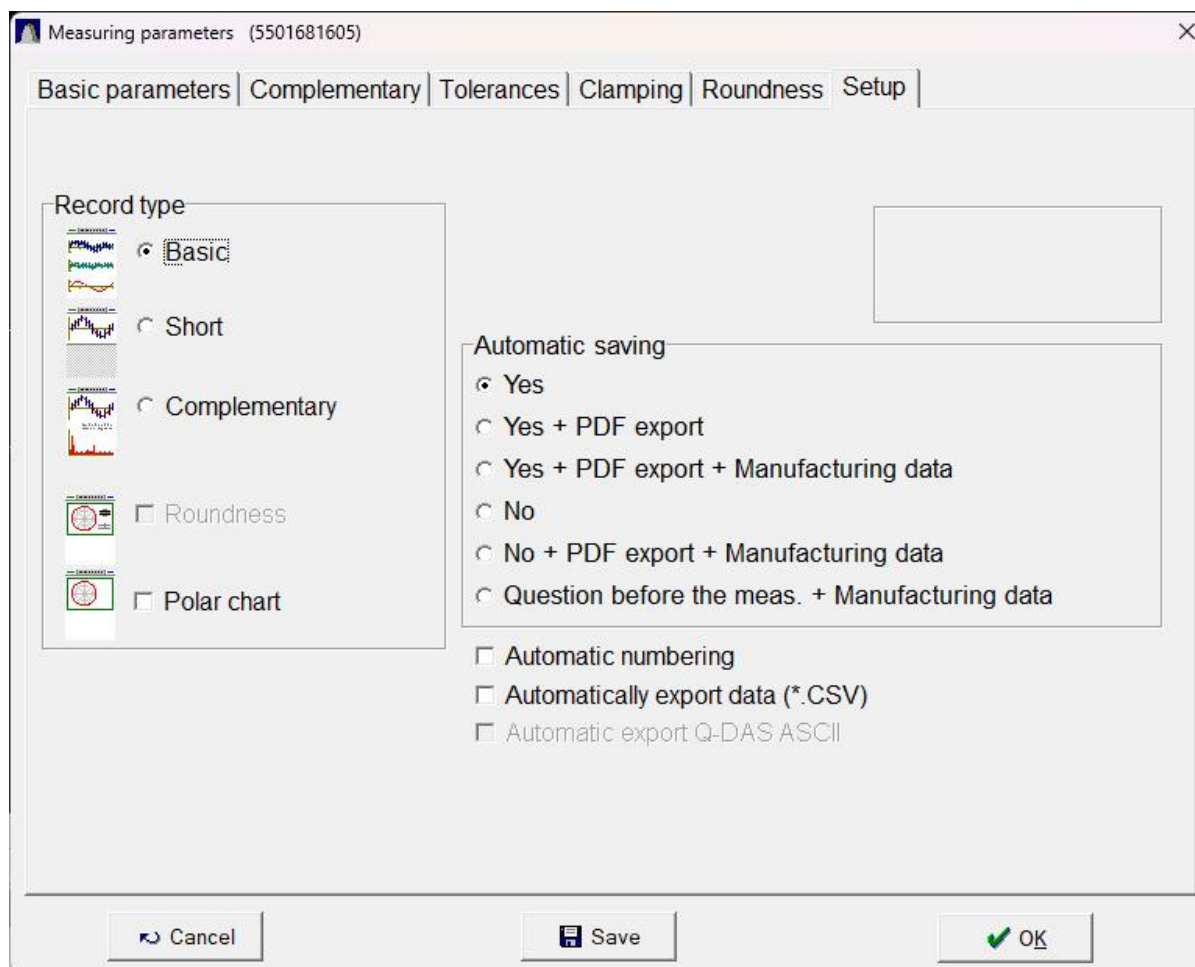 Measuring parameters (5501681605)
Basic parameters Complementary Tolerances Clamping Roundness Setup
Record type
Basic
Short
Complementary
Roundness
Polar chart
Automatic saving
Yes
Yes + PDF export
Yes + PDF export + Manufacturing data
No
No + PDF export + Manufacturing data
Question before the meas. + Manufacturing data
Automatic numbering
Automatically export data (*.CSV)
Automatic export Q-DAS ASCII
Cancel Save OK